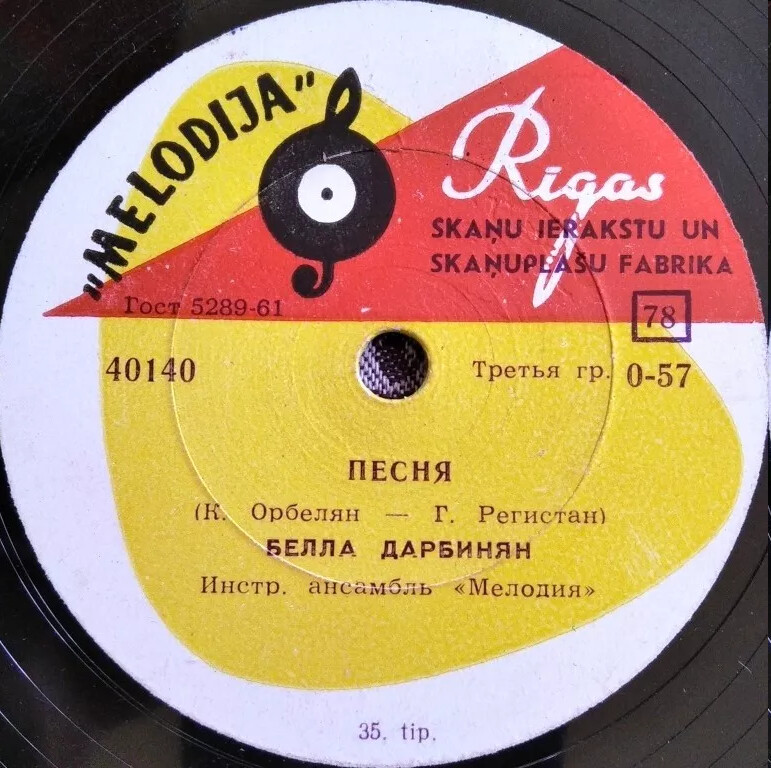 „MELODIJA”
Rīgas
SKAŅU IERAKSTU UN
SKAŅUPLAŠU FABRIKA
Гост 5289-61
78
40140
Третья гр. 0-57
ПЕСНЯ
(К. Орбелян — Г. Регистан)
БЕЛЛА ДАРБИНЯН
Инстр. ансамбль «Мелодия»
35. tip.